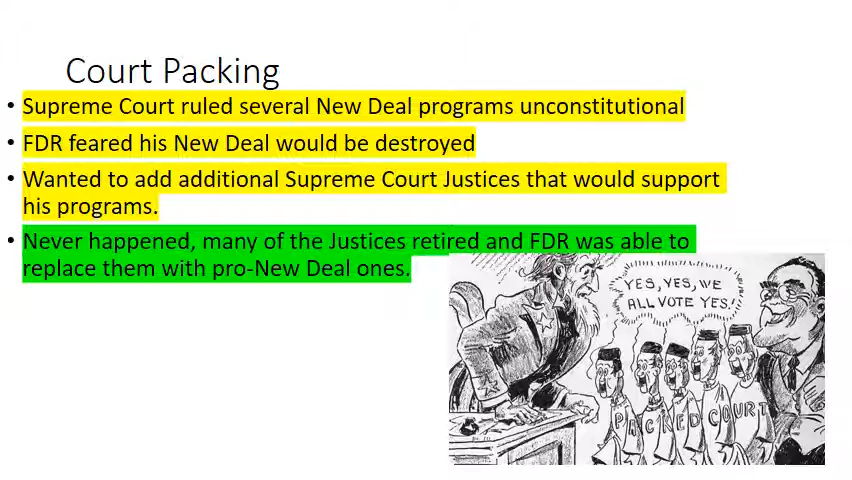 Court Packing
• Supreme Court ruled several New Deal programs unconstitutional
• FDR feared his New Deal would be destroyed
• Wanted to add additional Supreme Court Justices that would support
his programs.
• Never happened, many of the Justices retired and FDR was able to
replace them with pro-New Deal ones.
YES, YES, WE
ALL VOTE YES!
PACKED COURT